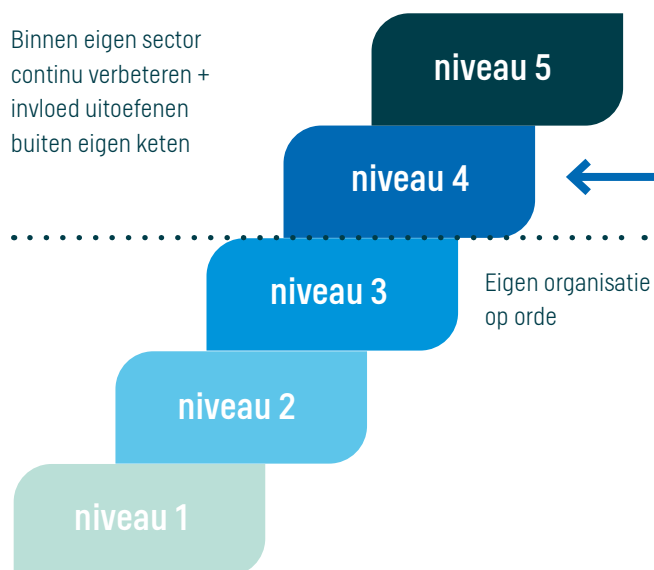 Binnen eigen sector
continu verbeteren +
invloed uitoefenen
buiten eigen keten
niveau 5
niveau 4
niveau 3
Eigen organisatie
op orde
niveau 2
niveau 1